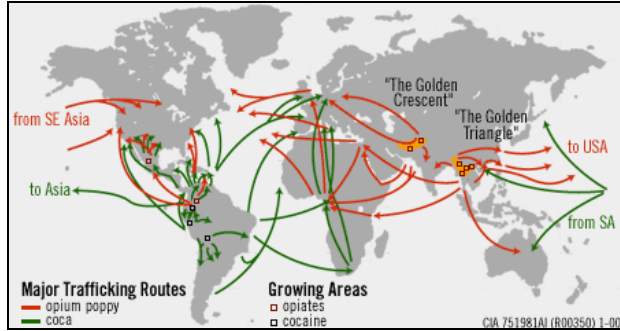 "The Golden
Crescent"
"The Golden
Triangle"
from SE Asia
to USA
to Asia
from SA
Major Trafficking Routes
opium poppy
coca
Growing Areas
opiates
cocaine
CIA 751981AI (R00350) 1-00